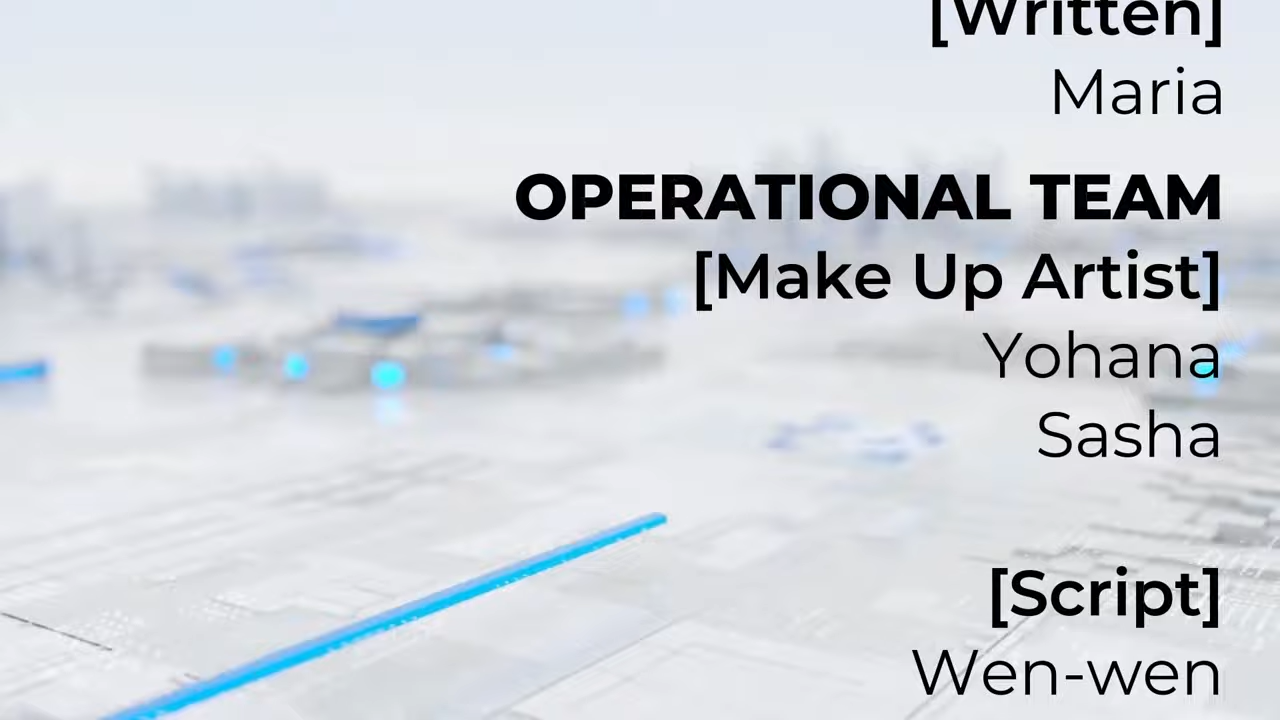 [Written]
Maria
OPERATIONAL TEAM
[Make Up Artist]
Yohana
Sasha
[Script]
Wen-wen